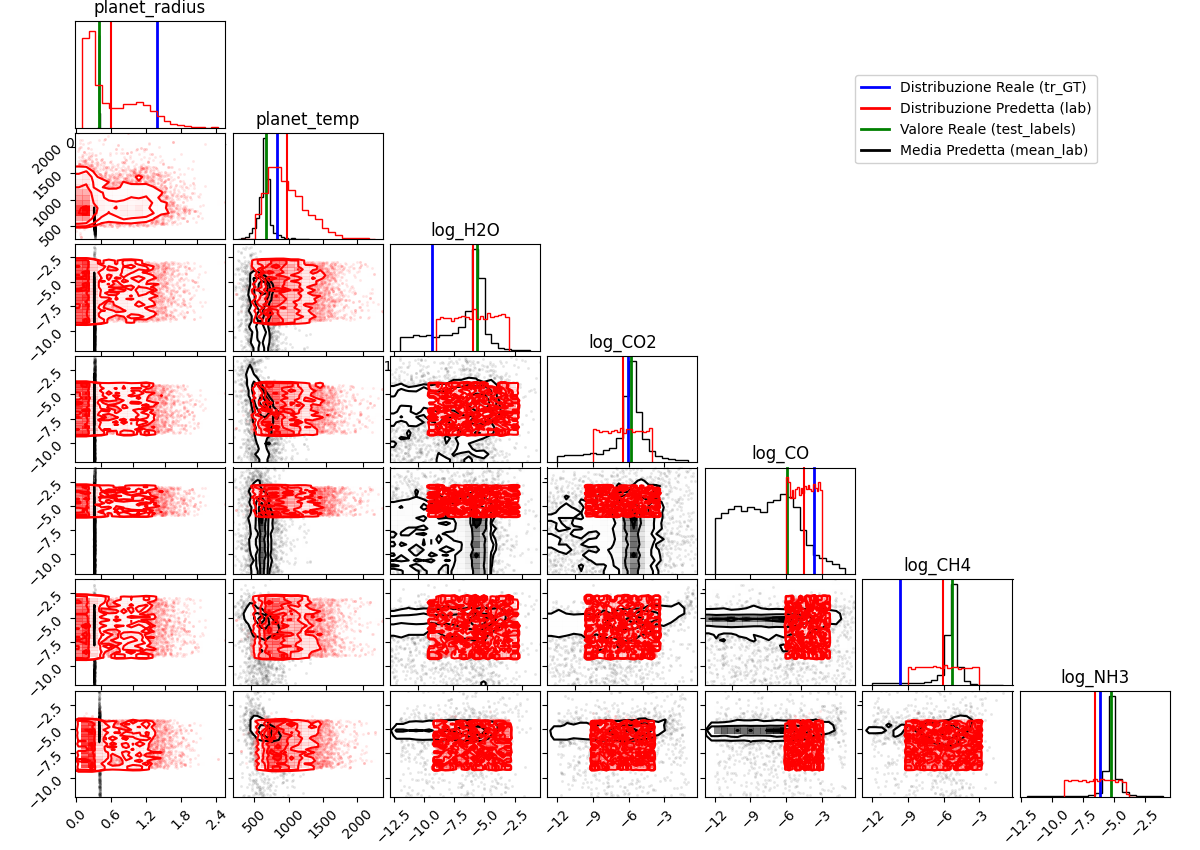 planet_radius
Distribuzione Reale (tr_GT)
Distribuzione Predetta (lab)
Valore Reale (test_labels)
Media Predetta (mean_lab)
planet_temp
0
2000
1500
1000
500
log_H2O
−2.5
−5.0
−7.5
−10.0
log_CO2
1
−2.5
−5.0
−7.5
−10.0
log_CO
−2.5
−5.0
−7.5
−10.0
log_CH4
−2.5
−5.0
−7.5
−10.0
log_NH3
−2.5
−5.0
−7.5
−10.0
0.0 0.6 1.2 1.8 2.4 500 1000 1500 2000 −12.5 −10.0 −7.5 −5.0 −2.5 −12 −9 −6 −3 −12 −9 −6 −3 −12 −9 −6 −3 −12.5 −10.0 −7.5 −5.0 −2.5